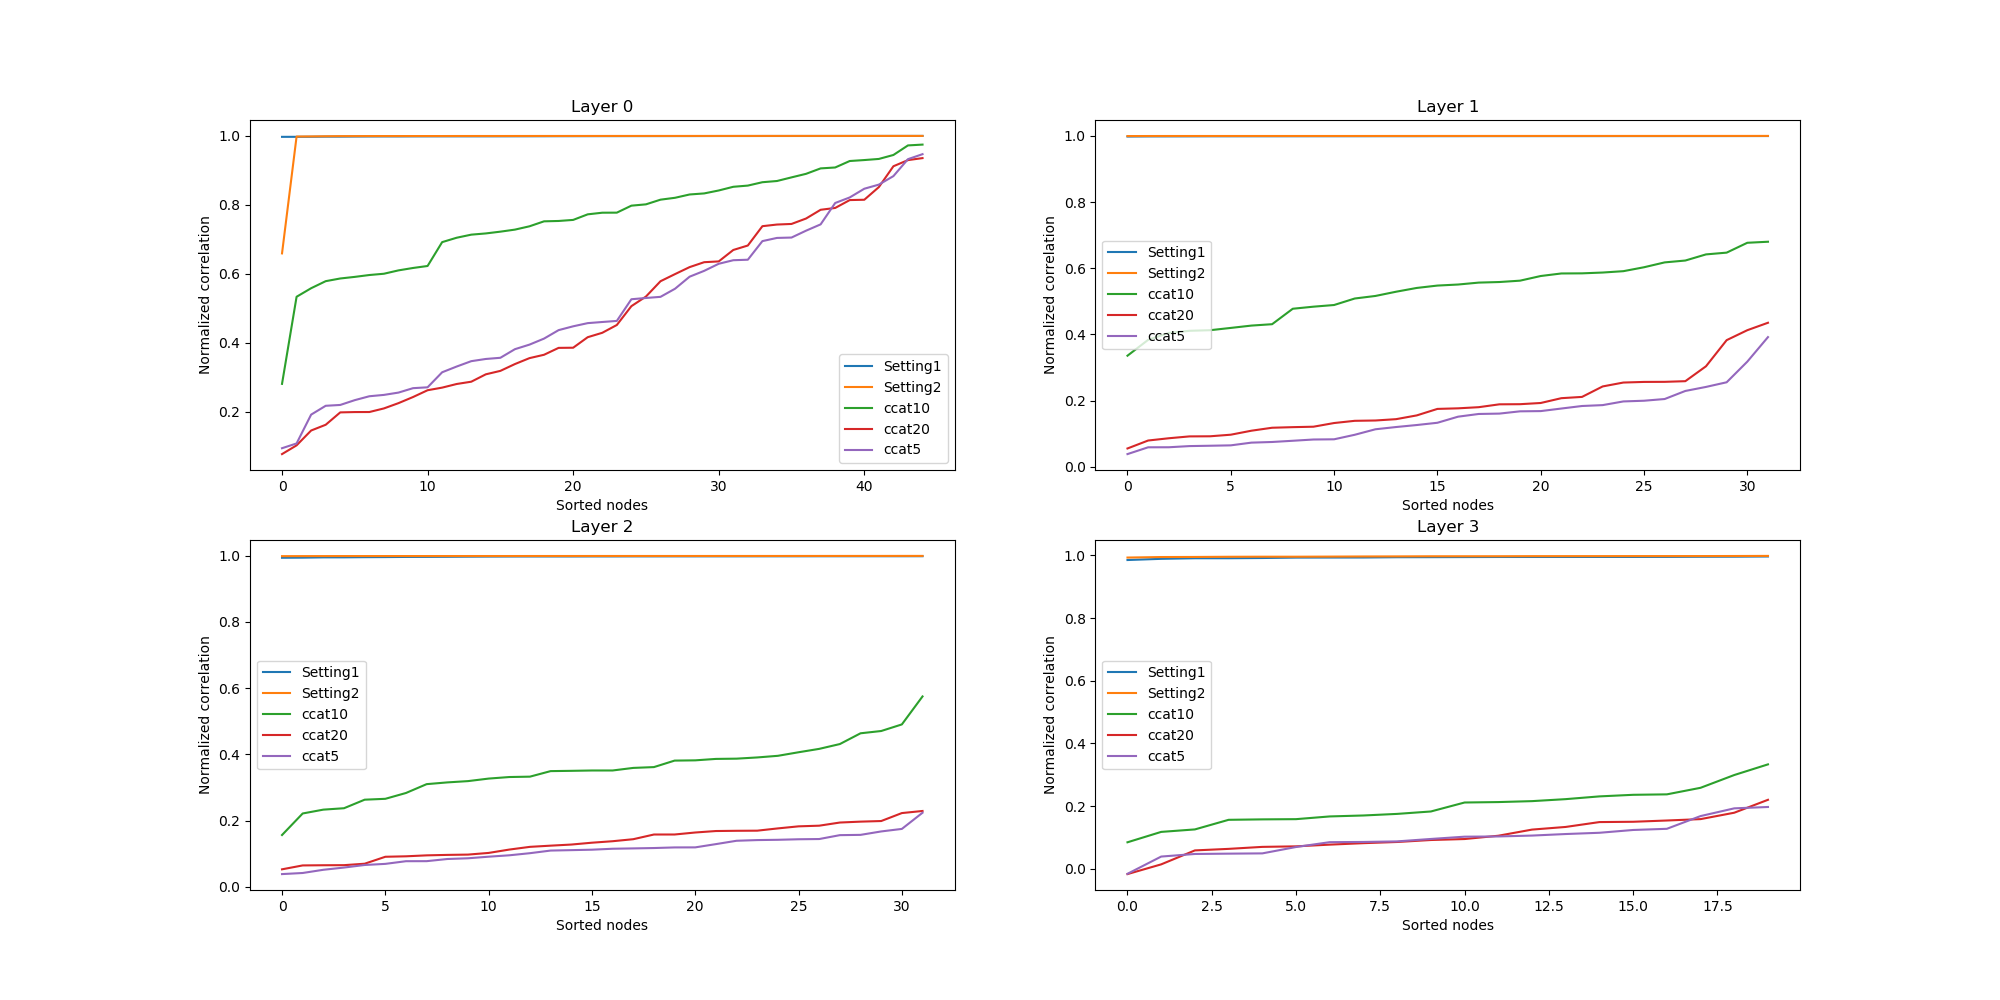 Layer 0
Normalized correlation
1.0
0.8
0.6
0.4
0.2
Setting1
Setting2
ccat10
ccat20
ccat5
0 10 20 30 40
Sorted nodes
Layer 1
Normalized correlation
1.0
0.8
0.6
0.4
0.2
0.0
Setting1
Setting2
ccat10
ccat20
ccat5
0 5 10 15 20 25 30
Sorted nodes
Layer 2
Normalized correlation
1.0
0.8
0.6
0.4
0.2
0.0
Setting1
Setting2
ccat10
ccat20
ccat5
0 5 10 15 20 25 30
Sorted nodes
Layer 3
Normalized correlation
1.0
0.8
0.6
0.4
0.2
0.0
Setting1
Setting2
ccat10
ccat20
ccat5
0.0 2.5 5.0 7.5 10.0 12.5 15.0 17.5
Sorted nodes